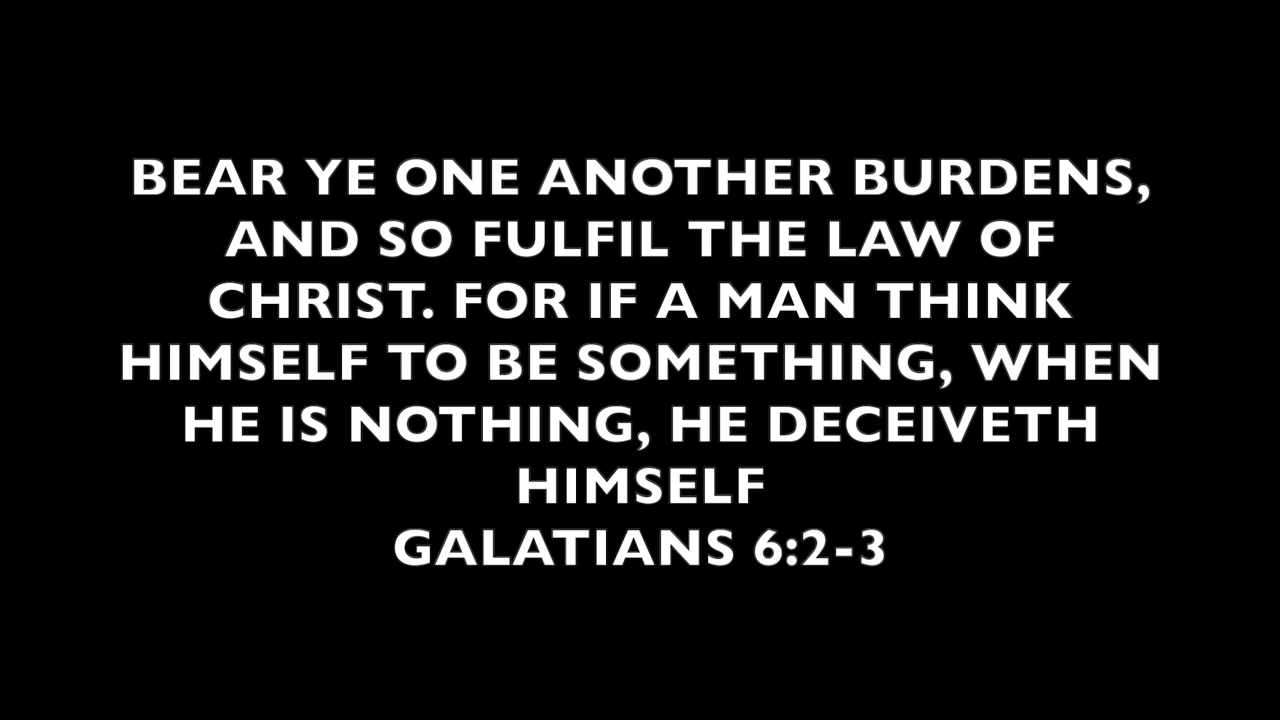 BEAR YE ONE ANOTHER BURDENS,
AND SO FULFIL THE LAW OF
CHRIST. FOR IF A MAN THINK
HIMSELF TO BE SOMETHING, WHEN
HE IS NOTHING, HE DECEIVETH
HIMSELF
GALATIANS 6:2-3